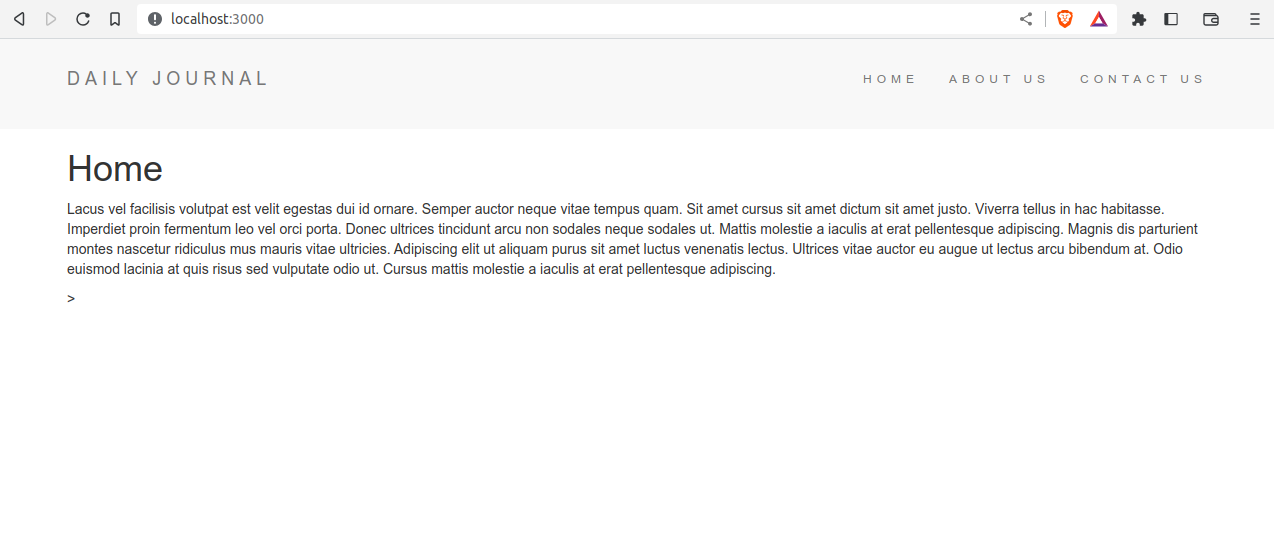 localhost:3000
DAILY JOURNAL
HOME ABOUT US CONTACT US
Home
Lacus vel facilisis volutpat est velit egestas dui id ornare. Semper auctor neque vitae tempus quam. Sit amet cursus sit amet dictum sit amet justo. Viverra tellus in hac habitasse.
Imperdiet proin fermentum leo vel orci porta. Donec ultrices tincidunt arcu non sodales neque sodales ut. Mattis molestie a iaculis at erat pellentesque adipiscing. Magnis dis parturient
montes nascetur ridiculus mus mauris vitae ultricies. Adipiscing elit ut aliquam purus sit amet luctus venenatis lectus. Ultrices vitae auctor eu augue ut lectus arcu bibendum at. Odio
euismod lacinia at quis risus sed vulputate odio ut. Cursus mattis molestie a iaculis at erat pellentesque adipiscing.
>